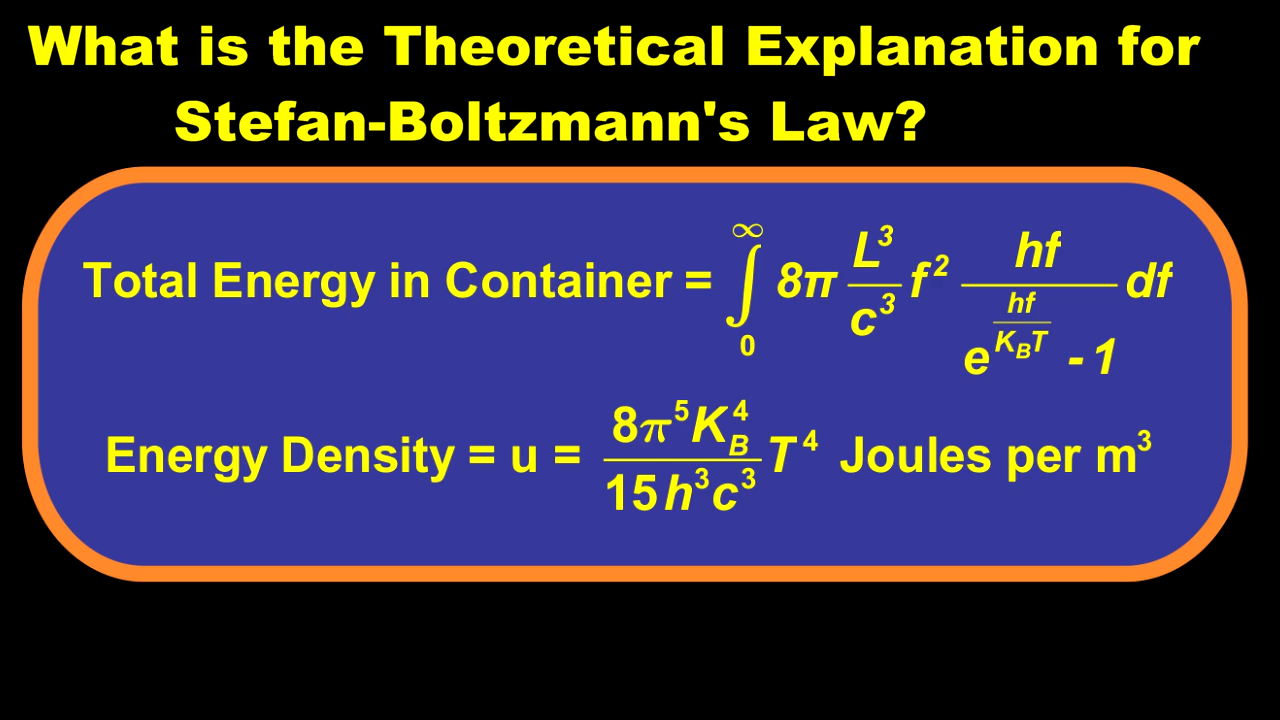 What is the Theoretical Explanation for
Stefan-Boltzmann's Law?
Total Energy in Container = ∫₀^∞ 8π L³/c³ f² hf/(e^(hf/(K_B T)) - 1) df
Energy Density = u = 8π⁵K_B⁴/15h³c³ T⁴ Joules per m³